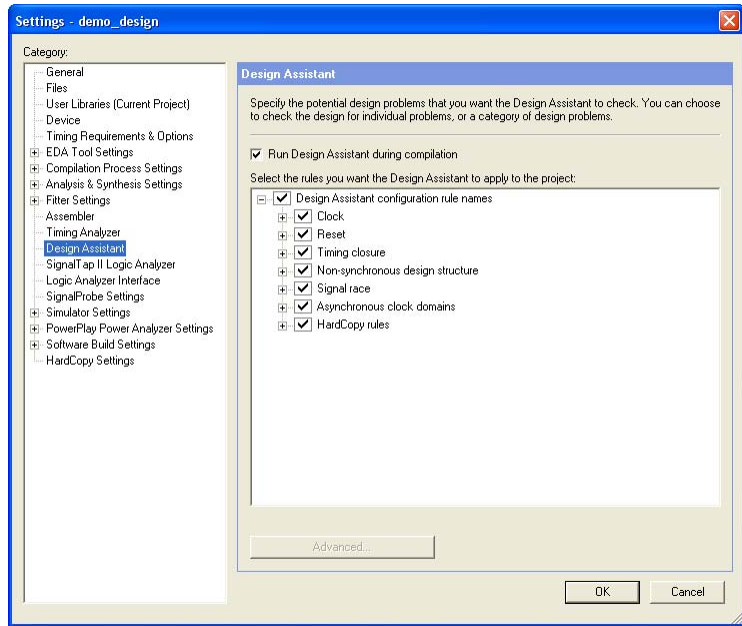 Settings - demo_design
Category:
General
Files
User Libraries (Current Project)
Device
Timing Requirements & Options
EDA Tool Settings
Compilation Process Settings
Analysis & Synthesis Settings
Fitter Settings
Assembler
Timing Analyzer
Design Assistant
SignalTap II Logic Analyzer
Logic Analyzer Interface
SignalProbe Settings
Simulator Settings
PowerPlay Power Analyzer Settings
Software Build Settings
HardCopy Settings
Design Assistant
Specify the potential design problems that you want the Design Assistant to check. You can choose
to check the design for individual problems, or a category of design problems.
Run Design Assistant during compilation
Select the rules you want the Design Assistant to apply to the project:
Design Assistant configuration rule names
Clock
Reset
Timing closure
Non-synchronous design structure
Signal race
Asynchronous clock domains
HardCopy rules
Advanced...
OK
Cancel